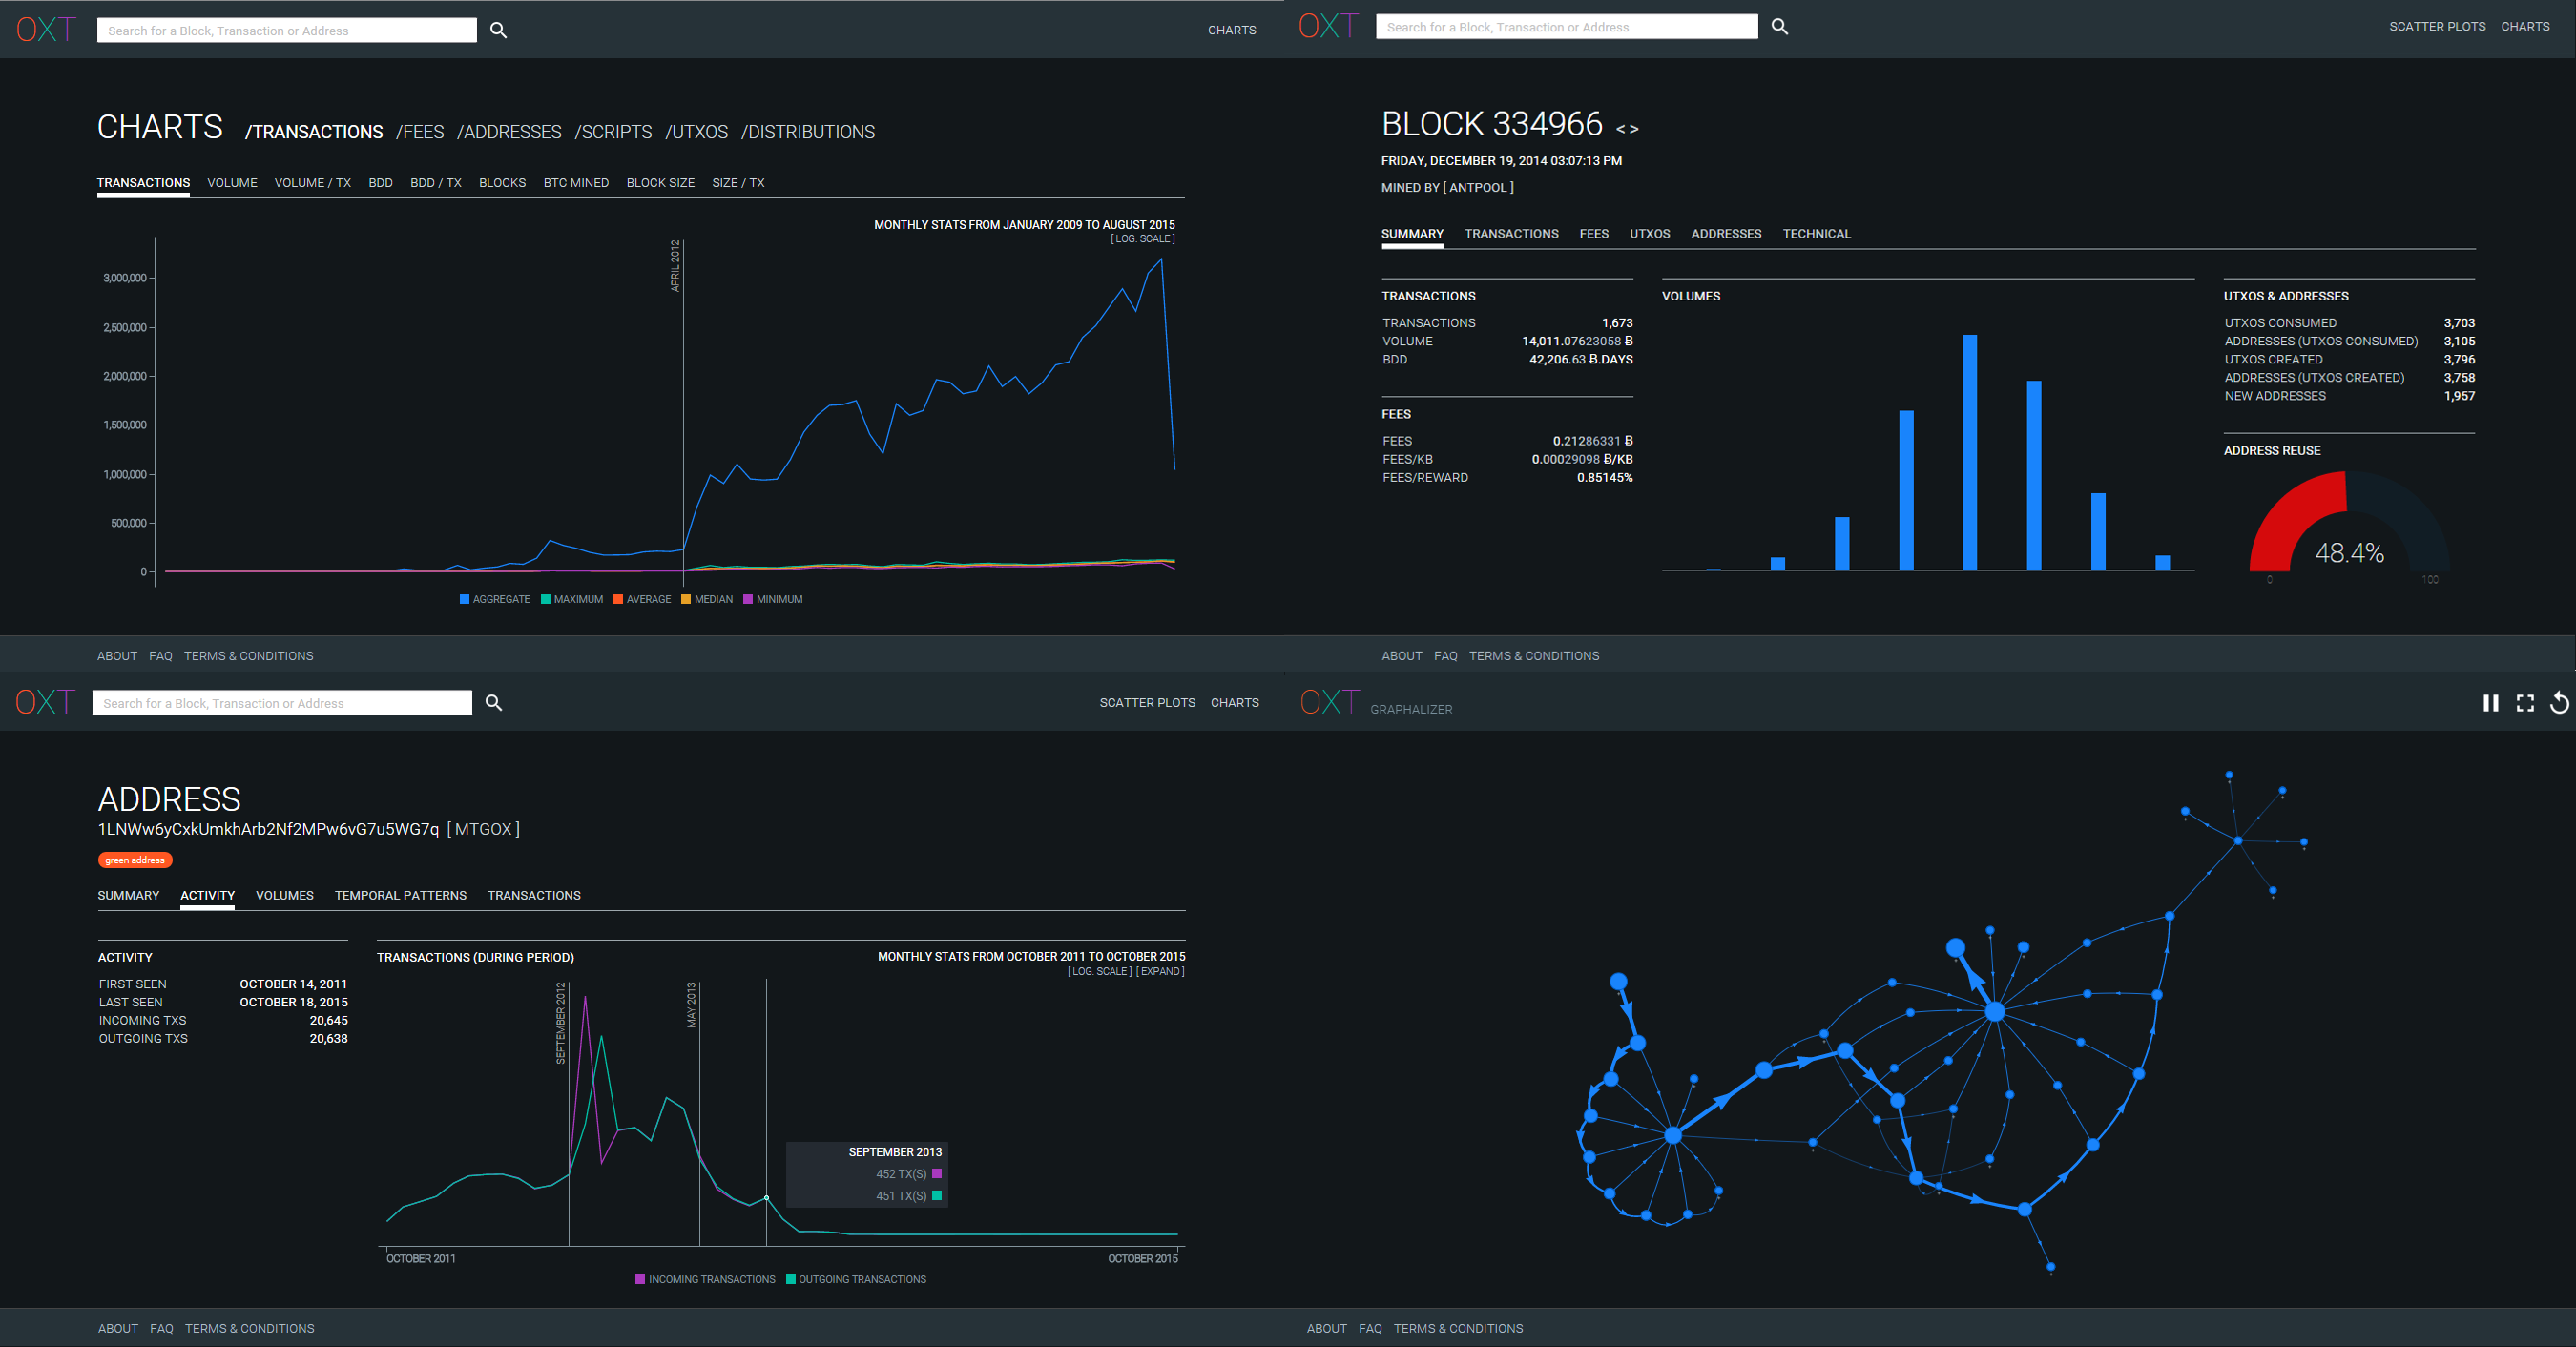 OXT Search for a Block, Transaction or Address CHARTS
CHARTS /TRANSACTIONS /FEES /ADDRESSES /SCRIPTS /UTXOS /DISTRIBUTIONS
TRANSACTIONS VOLUME VOLUME / TX BDD BDD / TX BLOCKS BTC MINED BLOCK SIZE SIZE / TX
MONTHLY STATS FROM JANUARY 2009 TO AUGUST 2015
[ LOG. SCALE ]
APRIL 2012
3,000,000
2,500,000
2,000,000
1,500,000
1,000,000
500,000
0
AGGREGATE MAXIMUM AVERAGE MEDIAN MINIMUM
ABOUT FAQ TERMS & CONDITIONS
OXT Search for a Block, Transaction or Address SCATTER PLOTS CHARTS
BLOCK 334966 < >
FRIDAY, DECEMBER 19, 2014 03:07:13 PM
MINED BY [ ANTPOOL ]
SUMMARY TRANSACTIONS FEES UTXOS ADDRESSES TECHNICAL
TRANSACTIONS
TRANSACTIONS 1,673
VOLUME 14,011.07623058 Ƀ
BDD 42,206.63 Ƀ.DAYS
FEES
FEES 0.21286331 Ƀ
FEES/KB 0.00029098 Ƀ/KB
FEES/REWARD 0.85145%
VOLUMES
UTXOS & ADDRESSES
UTXOS CONSUMED 3,703
ADDRESSES (UTXOS CONSUMED) 3,105
UTXOS CREATED 3,796
ADDRESSES (UTXOS CREATED) 3,758
NEW ADDRESSES 1,957
ADDRESS REUSE
48.4%
0 100
ABOUT FAQ TERMS & CONDITIONS
OXT Search for a Block, Transaction or Address SCATTER PLOTS CHARTS
ADDRESS
1LNWw6yCxkUmkhArb2Nf2MPw6vG7u5WG7q [ MTGOX ]
green address
SUMMARY ACTIVITY VOLUMES TEMPORAL PATTERNS TRANSACTIONS
ACTIVITY
FIRST SEEN OCTOBER 14, 2011
LAST SEEN OCTOBER 18, 2015
INCOMING TXS 20,645
OUTGOING TXS 20,638
TRANSACTIONS (DURING PERIOD) MONTHLY STATS FROM OCTOBER 2011 TO OCTOBER 2015
[ LOG. SCALE ] [ EXPAND ]
SEPTEMBER 2012
MAY 2013
SEPTEMBER 2013
452 TX(S)
451 TX(S)
OCTOBER 2011 OCTOBER 2015
INCOMING TRANSACTIONS OUTGOING TRANSACTIONS
ABOUT FAQ TERMS & CONDITIONS
OXT GRAPHALIZER
ABOUT FAQ TERMS & CONDITIONS